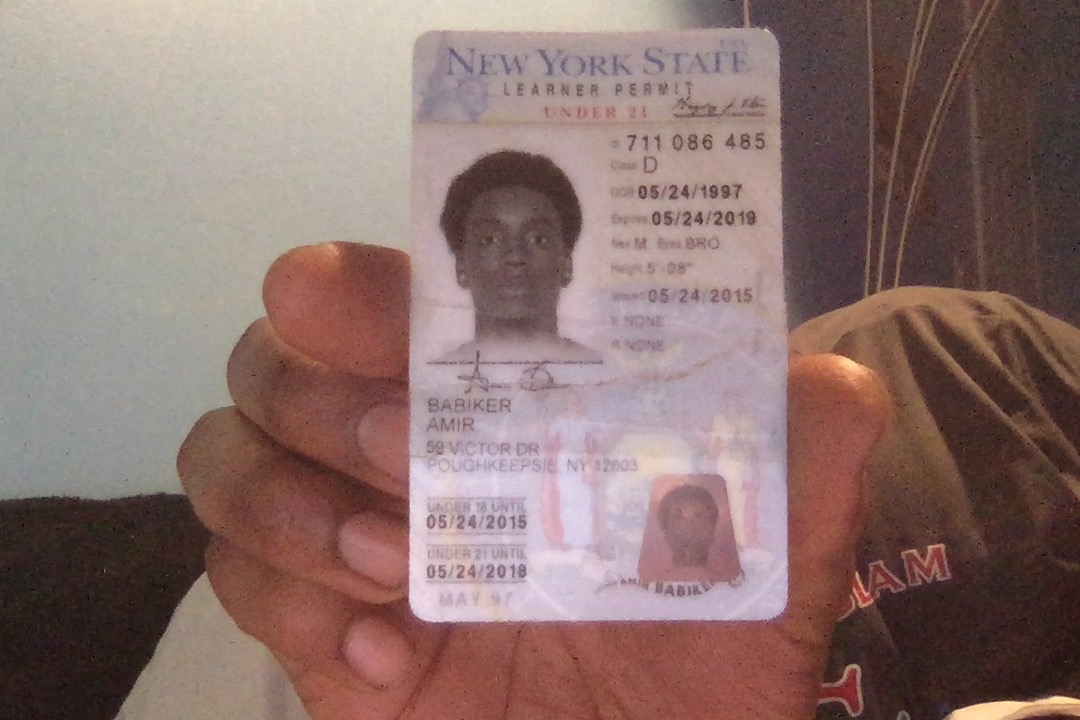 NEW YORK STATE
USA
LEARNER PERMIT
UNDER 21
ID 711 086 485
Class D
DOB 05/24/1997
Expires 05/24/2019
Sex M Eyes BRO
Height 5'-08"
Issued 05/24/2015
E NONE
R NONE
BABIKER
AMIR
59 VICTOR DR
POUGHKEEPSIE, NY 12603
UNDER 18 UNTIL
05/24/2015
UNDER 21 UNTIL
05/24/2018
MAY 97
AMIR BABIKER